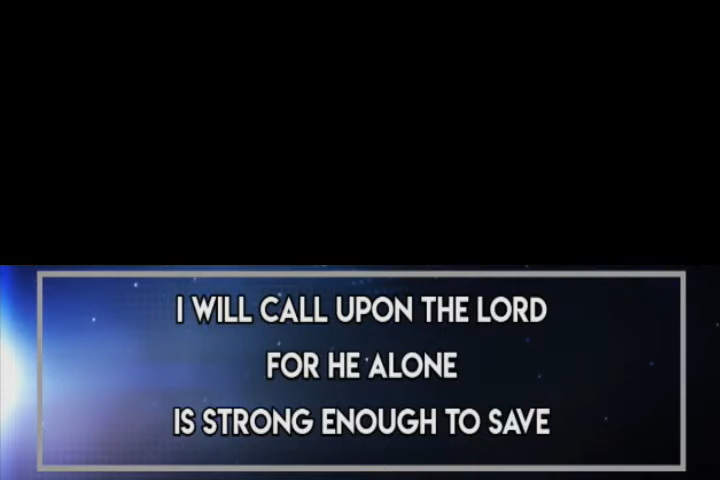 I WILL CALL UPON THE LORD
FOR HE ALONE
IS STRONG ENOUGH TO SAVE